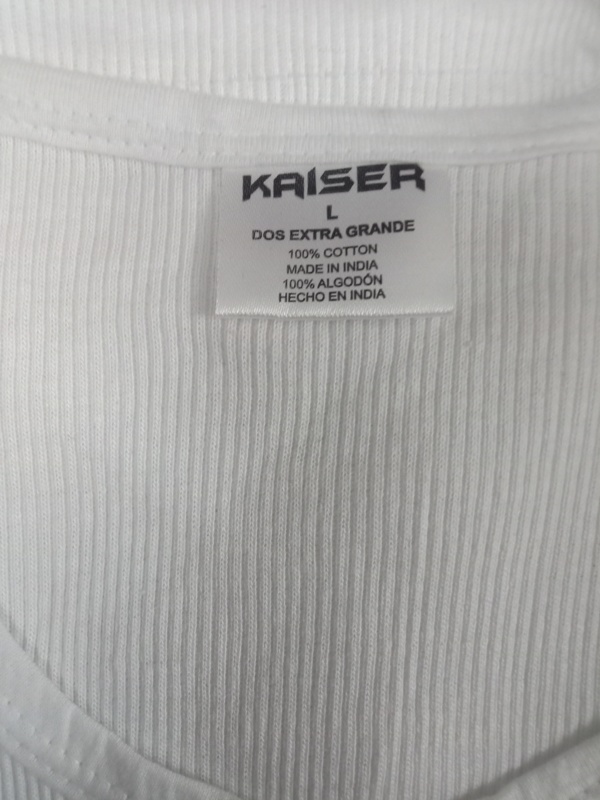 KAISER
L
DOS EXTRA GRANDE
100% COTTON
MADE IN INDIA
100% ALGODÓN
HECHO EN INDIA